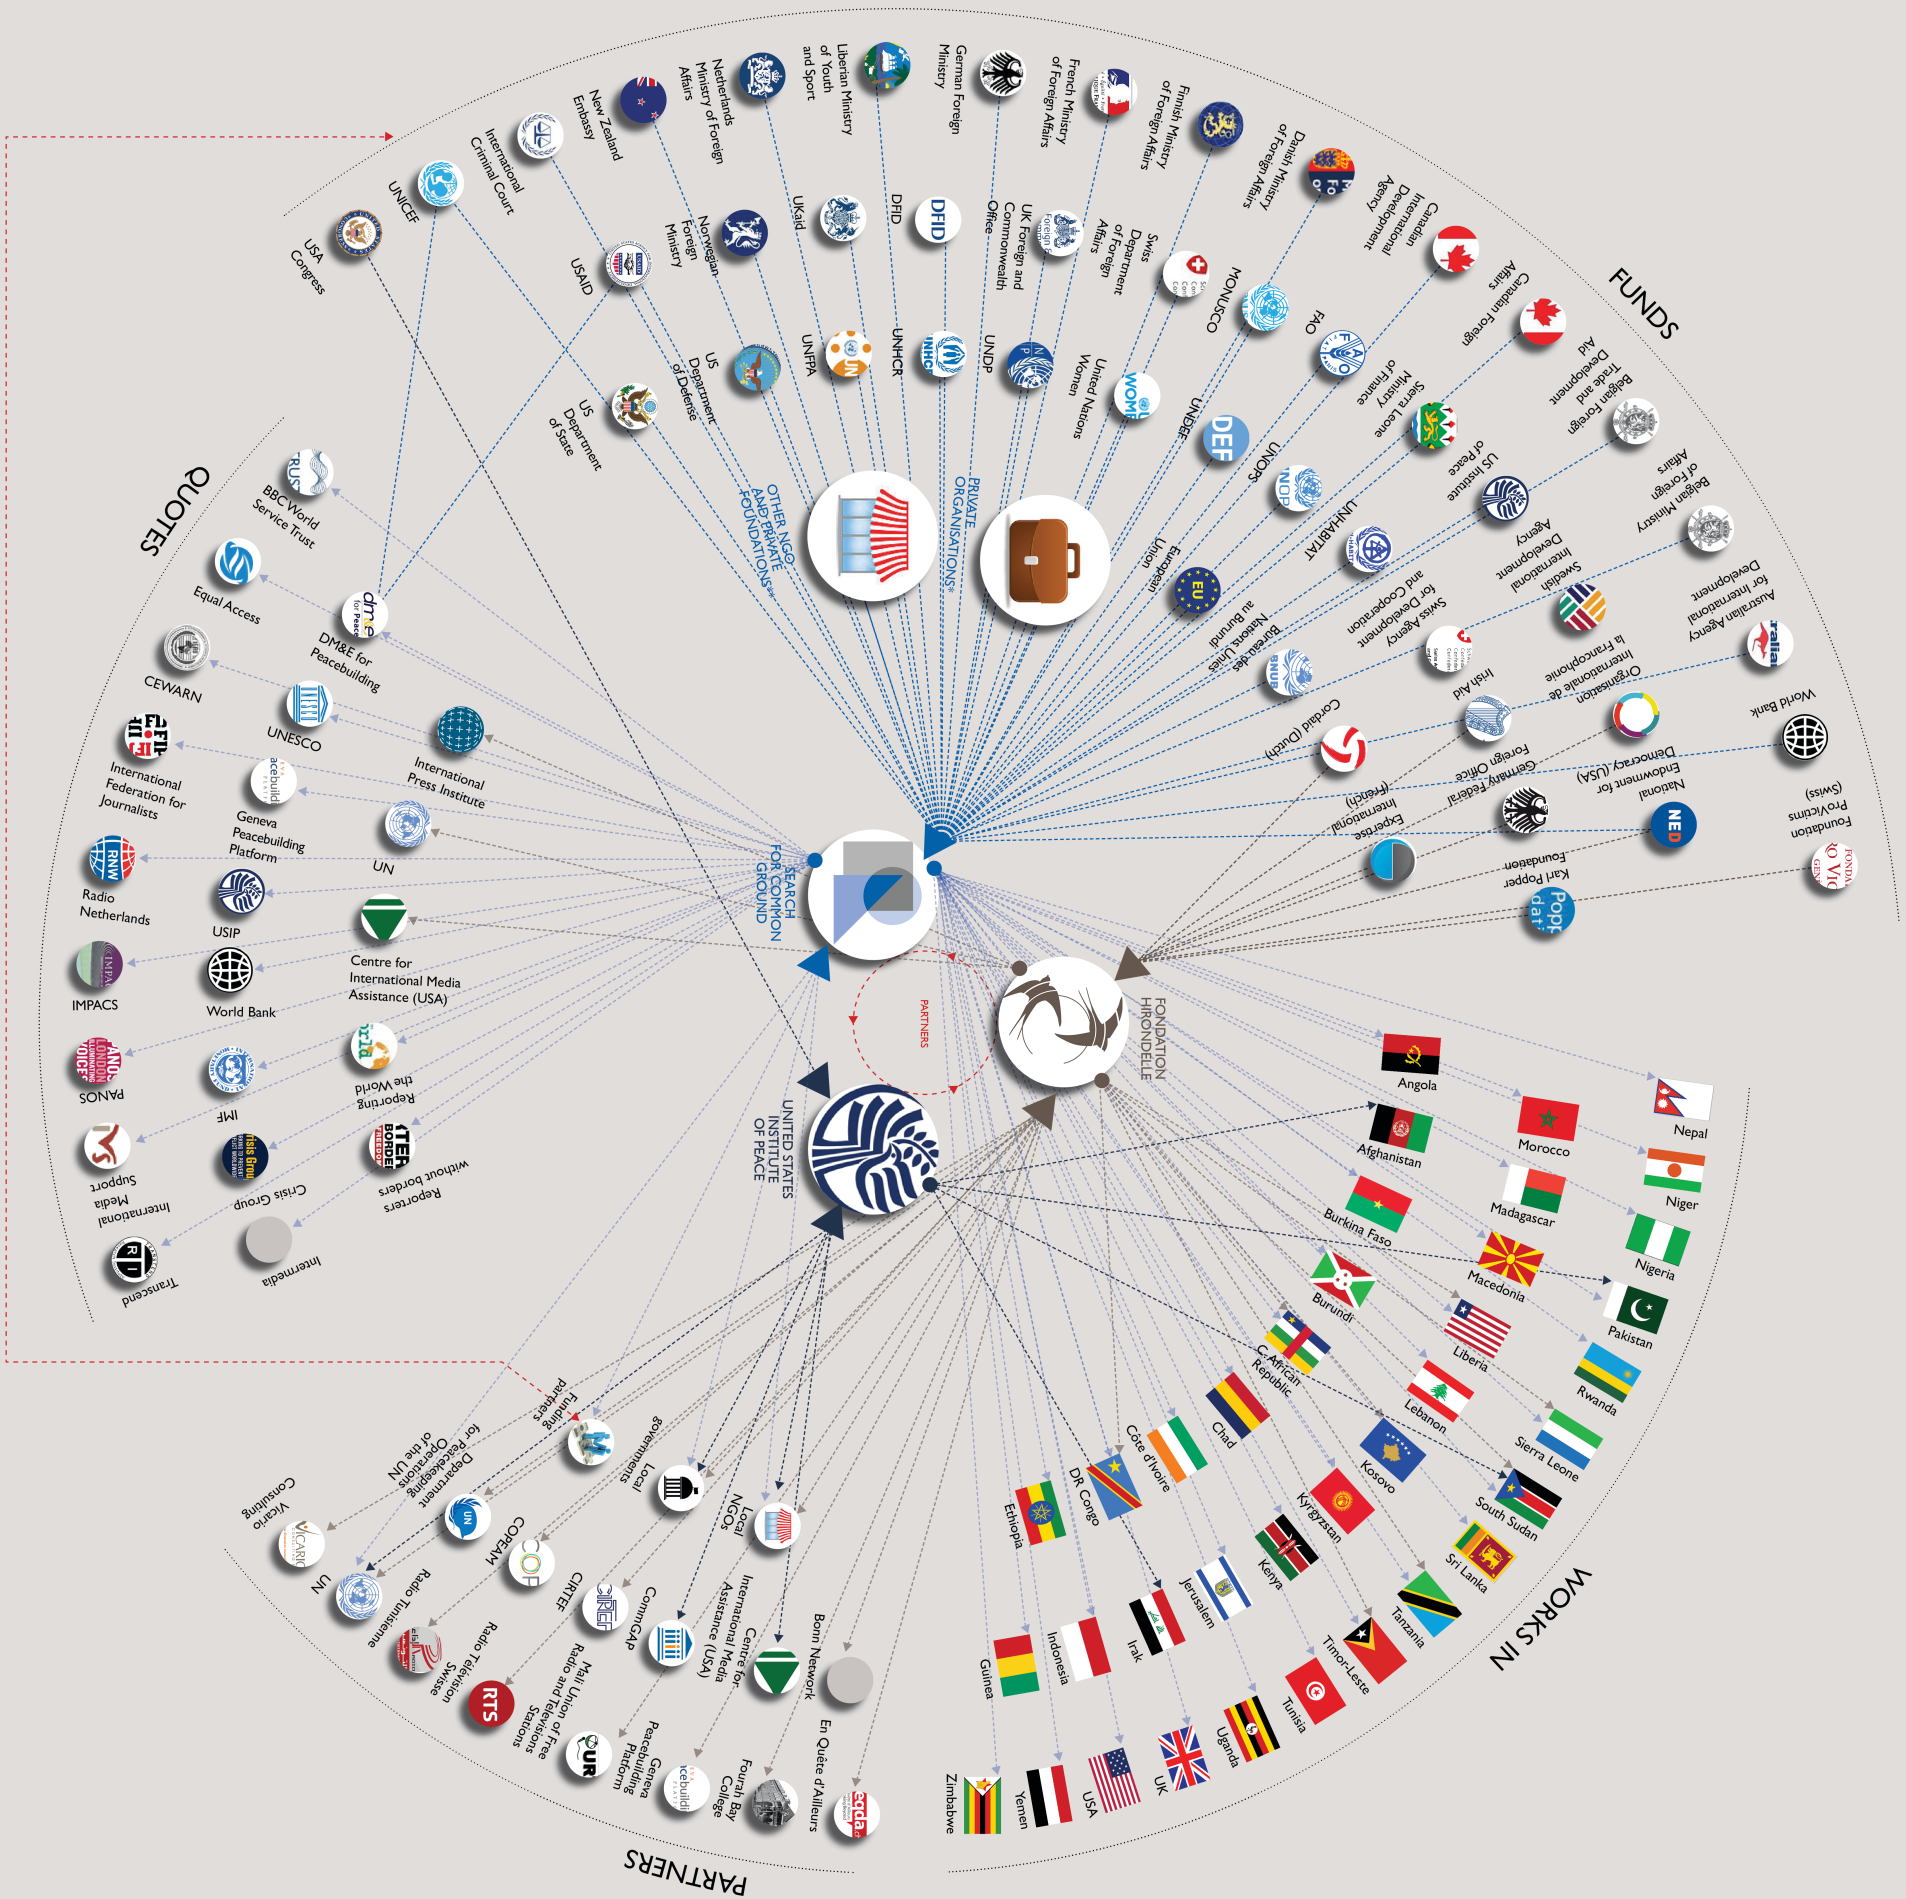 FUNDS
USA
Congress
UNICEF
International
Criminal Court
New Zealand
Embassy
Netherlands
Ministry of Foreign
Affairs
Liberian Ministry
of Youth
and Sport
German Foreign
Ministry
French Ministry
of Foreign Affairs
Finnish Ministry
of Foreign Affairs
Danish Ministry
of Foreign Affairs
Canadian
International
Development
Agency
Canadian Foreign
Affairs
Belgian Foreign
Trade and
Development
Aid
Belgian Ministry
of Foreign
Affairs
Australian Agency
for International
Development
World Bank
Foundation
ProVictims
(Swiss)
USAID
Norwegian
Foreign
Ministry
UKaid
DFID
DFID
UK Foreign and
Commonwealth
Office
Swiss
Department
of Foreign
Affairs
MONUSCO
FAO
Sierra Leone
Ministry
of Finance
US Institute
of Peace
Swedish
International
Development
Agency
Organisation
Internationale de
la Francophonie
National
Endowment for
Democracy (USA)
NED
Karl Popper
Foundation
US
Department
of State
US
Department
of Defense
UNFPA
UNHCR
UNDP
United Nations
Women
UNDEF
DEF
UNOPS
UNHABITAT
Swiss Agency
for Development
and Cooperation
Irish Aid
Germany Federal
Foreign Office
European
Union
EU
Bureau des
Nations Unies
au Burundi
BNUB
Cordaid (Dutch)
Expertise
International
(French)
OTHER NGO
AND PRIVATE
FOUNDATIONS**
PRIVATE
ORGANISATIONS*
QUOTES
BBC World
Service Trust
Equal Access
DM&E for
Peacebuilding
dm&e
for Peace
CEWARN
UNESCO
International
Press Institute
International
Federation for
Journalists
Geneva
Peacebuilding
Platform
UN
Radio
Netherlands
RNW
USIP
Centre for
International Media
Assistance (USA)
IMPACS
World Bank
PANOS
IMF
Reporting
the World
International
Media
Support
Crisis Group
Reporters
without borders
Transcend
Intermedia
SEARCH
FOR COMMON
GROUND
PARTNERS
FONDATION
HIRONDELLE
UNITED STATES
INSTITUTE
OF PEACE
PARTNERS
Funding
partners
Local
governments
Local
NGOs
Department
for Peacekeeping
Operations
of the UN
UN
Vicario
Consulting
UN
COPEAM
CIRTEF
CommGAP
Centre for
International Media
Assistance (USA)
Bonn Network
Radio Tunisienne
Radio Télévision
Swisse
RTS
Mali Union of Free
Radio and Television
Stations
Geneva
Peacebuilding
Platform
Fourah Bay
College
En Quête d'Ailleurs
WORKS IN
Angola
Afghanistan
Burkina Faso
Burundi
C.African
Republic
Chad
Côte d'Ivoire
DR Congo
Ethiopia
Nepal
Morocco
Niger
Madagascar
Nigeria
Macedonia
Pakistan
Liberia
Rwanda
Lebanon
Sierra Leone
Kosovo
South Sudan
Kyrgyzstan
Sri Lanka
Kenya
Tanzania
Jerusalem
Timor-Leste
Irak
Tunisia
Indonesia
Uganda
Guinea
UK
USA
Yemen
Zimbabwe